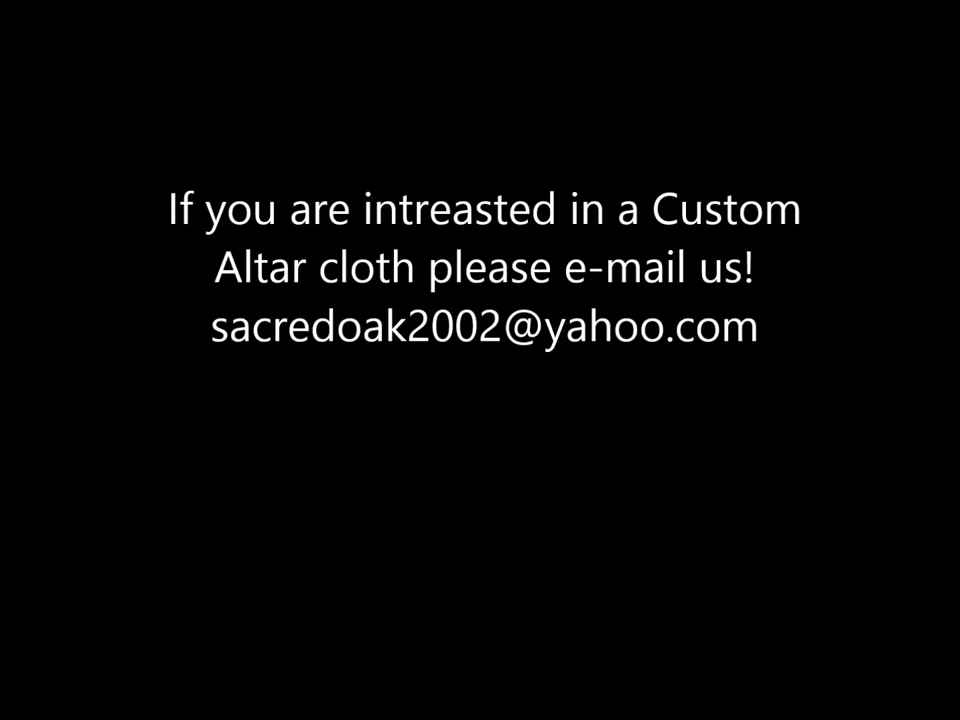 If you are intreasted in a Custom
Altar cloth please e-mail us!
sacredoak2002@yahoo.com